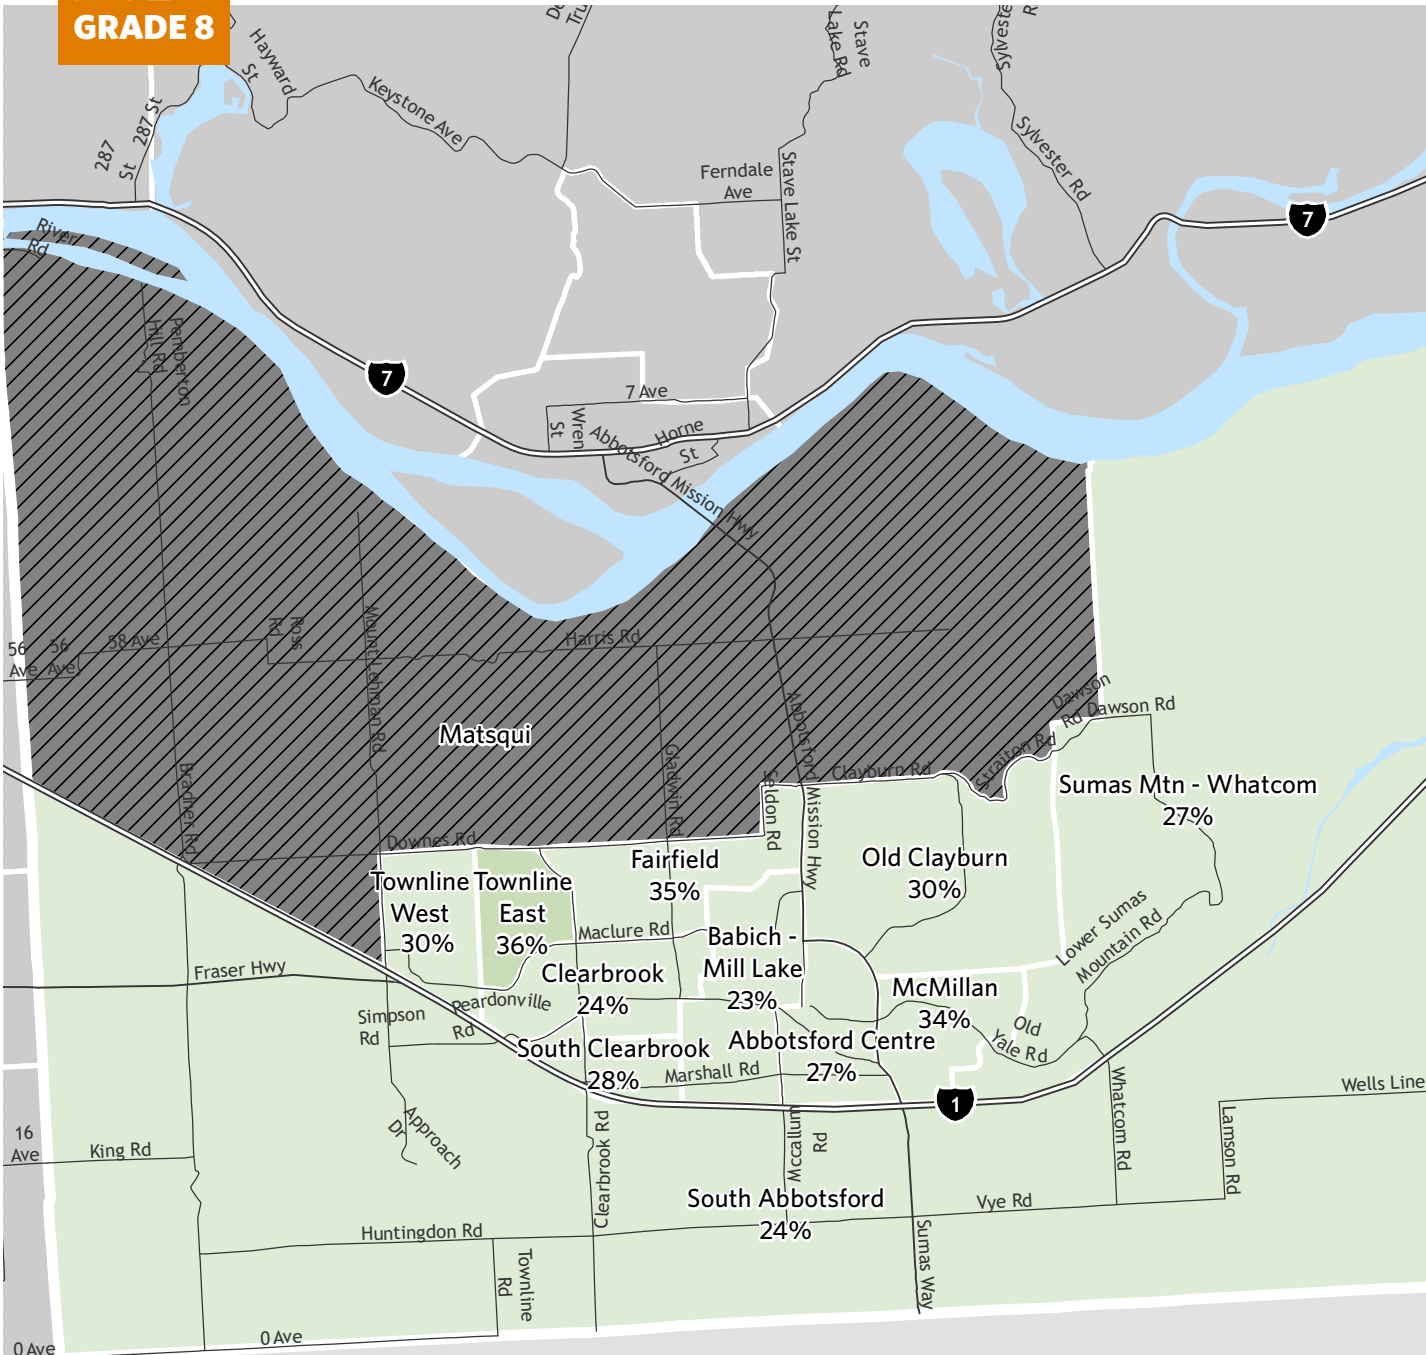 GRADE 8
Hayward
St
Keystone Ave
Tru
Stave
Lake Rd
Sylvester Rd
287
St
287 St
Ferndale
Ave
Stave Lake St
7
River
Rd
Pemberton
Hill Rd
7
7 Ave
Wren
St
Horne
St
Abbotsford Mission Hwy
56
Ave
56
Ave
58 Ave
Ross
Rd
Mount Lehman Rd
Harris Rd
Matsqui
Gladwin Rd
Abbotsford Mission Hwy
Seldon Rd
Clayburn Rd
Straiton Rd
Dawson
Rd
Dawson Rd
Sumas Mtn - Whatcom
27%
Bradner Rd
Downes Rd
Townline
West
30%
Townline
East
36%
Fairfield
35%
Old Clayburn
30%
Maclure Rd
Babich -
Mill Lake
23%
Lower Sumas
Mountain Rd
Fraser Hwy
Clearbrook
24%
McMillan
34%
Simpson
Rd
Peardonville
Rd
Old
Yale Rd
South Clearbrook
28%
Abbotsford Centre
27%
Marshall Rd
1
Whatcom Rd
Wells Line
Lamson Rd
16
Ave
King Rd
Approach
Dr
Clearbrook Rd
Mccallum
Rd
South Abbotsford
24%
Vye Rd
Huntingdon Rd
Townline
Rd
Sumas Way
0 Ave
0 Ave